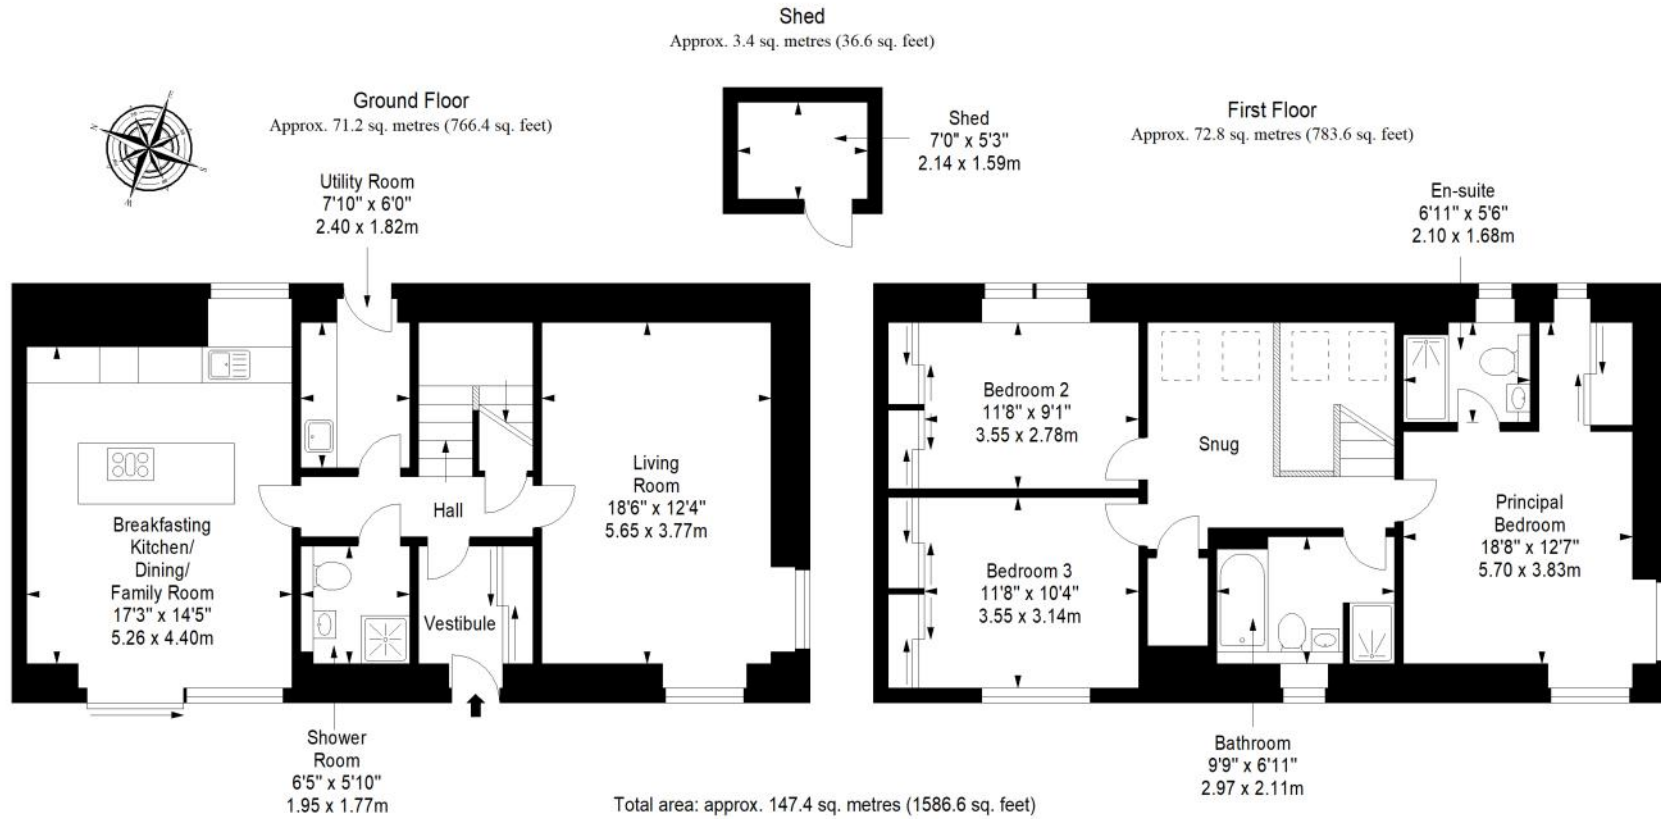 Shed
Approx. 3.4 sq. metres (36.6 sq. feet)
Ground Floor
Approx. 71.2 sq. metres (766.4 sq. feet)
First Floor
Approx. 72.8 sq. metres (783.6 sq. feet)
N
E
S
W
Shed
7'0" x 5'3"
2.14 x 1.59m
Utility Room
7'10" x 6'0"
2.40 x 1.82m
En-suite
6'11" x 5'6"
2.10 x 1.68m
Breakfasting
Kitchen/
Dining/
Family Room
17'3" x 14'5"
5.26 x 4.40m
Hall
Vestibule
Living
Room
18'6" x 12'4"
5.65 x 3.77m
Shower
Room
6'5" x 5'10"
1.95 x 1.77m
Bedroom 2
11'8" x 9'1"
3.55 x 2.78m
Bedroom 3
11'8" x 10'4"
3.55 x 3.14m
Snug
Principal
Bedroom
18'8" x 12'7"
5.70 x 3.83m
Bathroom
9'9" x 6'11"
2.97 x 2.11m
Total area: approx. 147.4 sq. metres (1586.6 sq. feet)